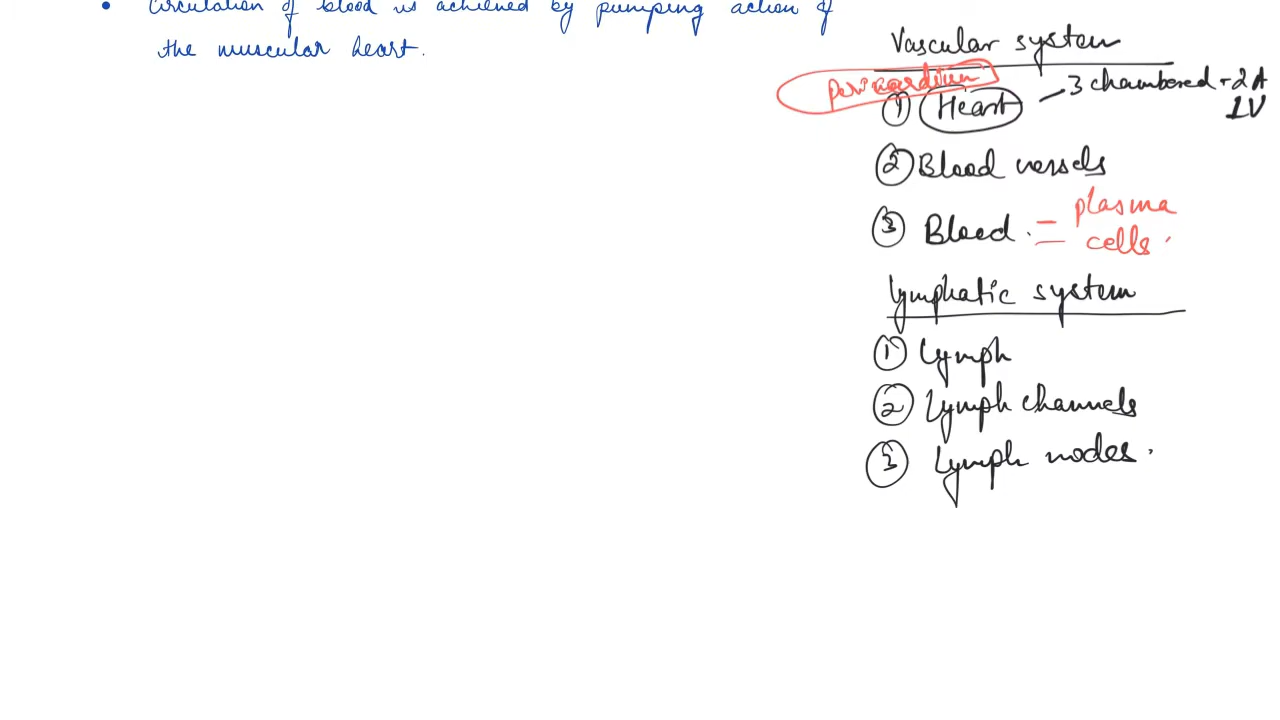 • Circulation of blood is achieved by pumping action of
the muscular heart.
Vascular system
pericardium
① Heart — 3 chambered - 2A
1V
② Blood vessels
③ Blood. = plasma
cells.
Lymphatic system
① Lymph
② Lymph channels
③ Lymph nodes.